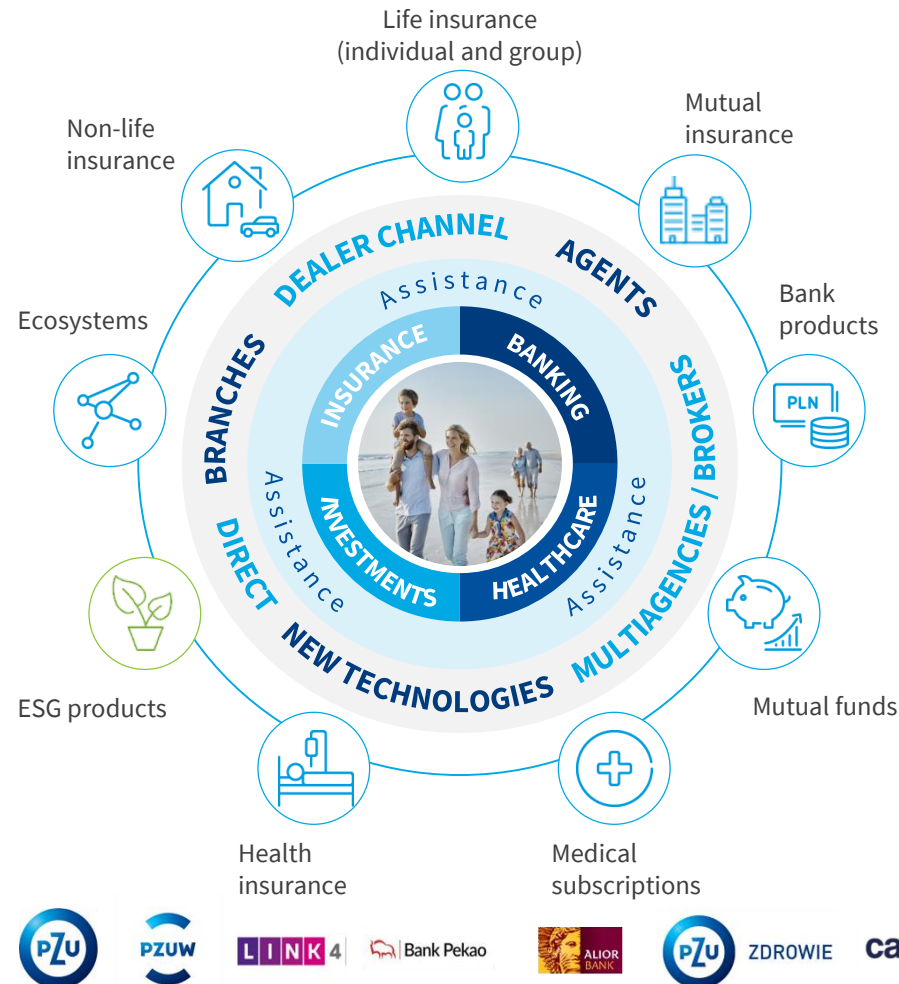 Life insurance
(individual and group)
Non-life
insurance
Mutual
insurance
DEALER CHANNEL
AGENTS
Assistance
Ecosystems
Bank
products
BRANCHES
INSURANCE
BANKING
MULTIAGENCIES / BROKERS
PLN
Assistance
Assistance
DIRECT
INVESTMENTS
HEALTHCARE
NEW TECHNOLOGIES
ESG products
Mutual funds
Health
insurance
Medical
subscriptions
PZU
PZUW
LINK4
Bank Pekao
ALIOR
BANK
PZU
ZDROWIE